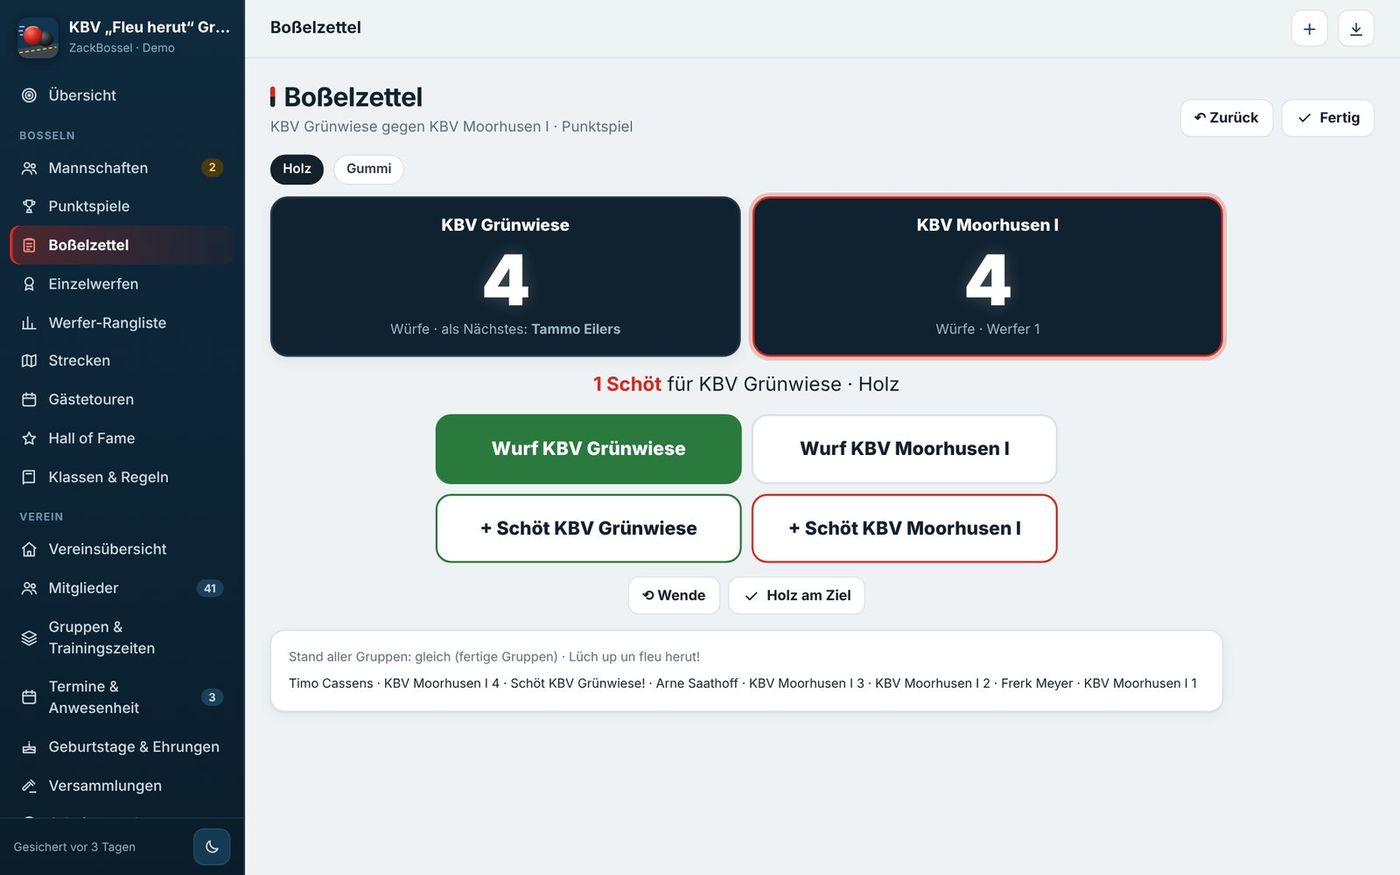 KBV „Fleu herut“ Gr...
ZackBossel · Demo
Übersicht
BOSSELN
Mannschaften 2
Punktspiele
Boßelzettel
Einzelwerfen
Werfer-Rangliste
Strecken
Gästetouren
Hall of Fame
Klassen & Regeln
VEREIN
Vereinsübersicht
Mitglieder 41
Gruppen &
Trainingszeiten
Termine &
Anwesenheit 3
Geburtstage & Ehrungen
Versammlungen
Gesichert vor 3 Tagen
Boßelzettel
Boßelzettel
KBV Grünwiese gegen KBV Moorhusen I · Punktspiel
↶ Zurück
Fertig
Holz
Gummi
KBV Grünwiese
4
Würfe · als Nächstes: Tammo Eilers
KBV Moorhusen I
4
Würfe · Werfer 1
1 Schöt für KBV Grünwiese · Holz
Wurf KBV Grünwiese
Wurf KBV Moorhusen I
+ Schöt KBV Grünwiese
+ Schöt KBV Moorhusen I
⟲ Wende
Holz am Ziel
Stand aller Gruppen: gleich (fertige Gruppen) · Lüch up un fleu herut!
Timo Cassens · KBV Moorhusen I 4 · Schöt KBV Grünwiese! · Arne Saathoff · KBV Moorhusen I 3 · KBV Moorhusen I 2 · Frerk Meyer · KBV Moorhusen I 1